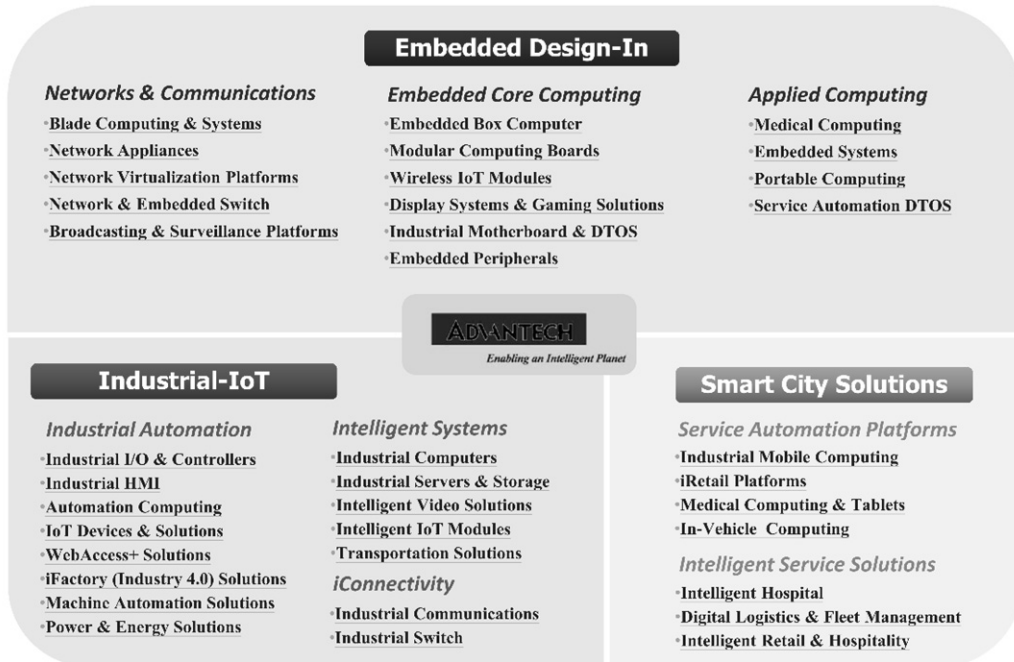 Embedded Design-In
Networks & Communications
•Blade Computing & Systems
•Network Appliances
•Network Virtualization Platforms
•Network & Embedded Switch
•Broadcasting & Surveillance Platforms
Embedded Core Computing
•Embedded Box Computer
•Modular Computing Boards
•Wireless IoT Modules
•Display Systems & Gaming Solutions
•Industrial Motherboard & DTOS
•Embedded Peripherals
Applied Computing
•Medical Computing
•Embedded Systems
•Portable Computing
•Service Automation DTOS
ADVANTECH
Enabling an Intelligent Planet
Industrial-IoT
Industrial Automation
•Industrial I/O & Controllers
•Industrial HMI
•Automation Computing
•IoT Devices & Solutions
•WebAccess+ Solutions
•iFactory (Industry 4.0) Solutions
•Machine Automation Solutions
•Power & Energy Solutions
Intelligent Systems
•Industrial Computers
•Industrial Servers & Storage
•Intelligent Video Solutions
•Intelligent IoT Modules
•Transportation Solutions
iConnectivity
•Industrial Communications
•Industrial Switch
Smart City Solutions
Service Automation Platforms
•Industrial Mobile Computing
•iRetail Platforms
•Medical Computing & Tablets
•In-Vehicle Computing
Intelligent Service Solutions
•Intelligent Hospital
•Digital Logistics & Fleet Management
•Intelligent Retail & Hospitality